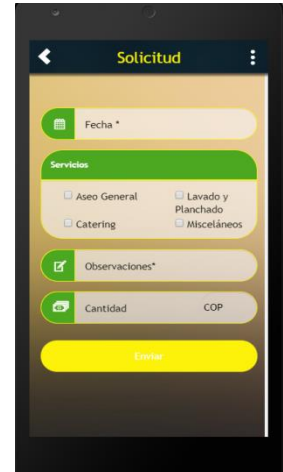 Solicitud
Fecha *
Servicios
Aseo General
Lavado y
Planchado
Catering
Misceláneos
Observaciones*
Cantidad COP
Enviar